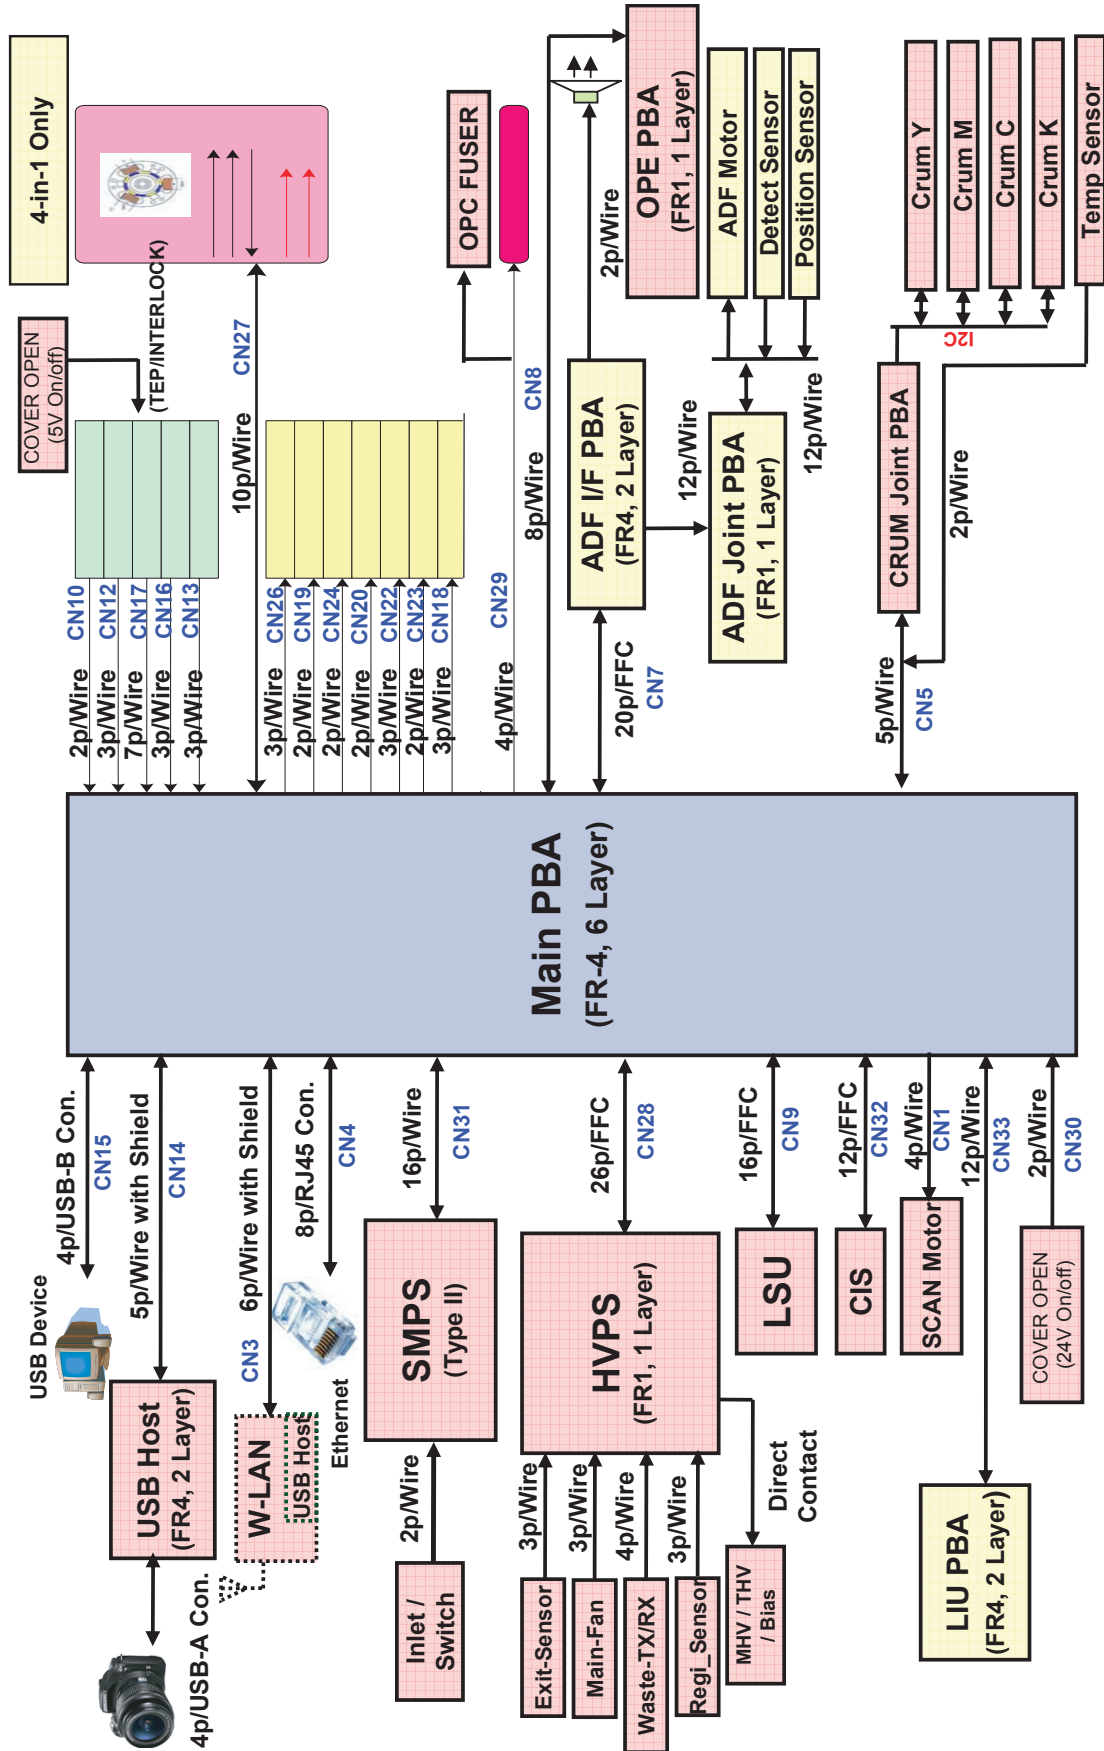 4-in-1 Only
COVER OPEN
(5V On/off)
(TEP/INTERLOCK)
OPC FUSER
OPE PBA
(FR1, 1 Layer)
ADF Motor
Detect Sensor
Position Sensor
Crum Y
Crum M
Crum C
Crum K
Temp Sensor
I2C
CN10
CN12
CN17
CN16
CN13
2p/Wire
3p/Wire
7p/Wire
3p/Wire
3p/Wire
10p/Wire
CN27
CN26
CN19
CN24
CN20
CN22
CN23
CN18
3p/Wire
2p/Wire
2p/Wire
2p/Wire
3p/Wire
2p/Wire
3p/Wire
CN29
4p/Wire
CN8
8p/Wire
2p/Wire
ADF I/F PBA
(FR4, 2 Layer)
20p/FFC
CN7
12p/Wire
ADF Joint PBA
(FR1, 1 Layer)
12p/Wire
CRUM Joint PBA
2p/Wire
5p/Wire
CN5
Main PBA
(FR-4, 6 Layer)
4p/USB-B Con.
CN15
USB Device
5p/Wire with Shield
CN14
USB Host
(FR4, 2 Layer)
4p/USB-A Con.
6p/Wire with Shield
CN3
W-LAN
USB Host
8p/RJ45 Con.
CN4
Ethernet
16p/Wire
CN31
SMPS
(Type II)
2p/Wire
Inlet /
Switch
26p/FFC
CN28
HVPS
(FR1, 1 Layer)
3p/Wire
3p/Wire
4p/Wire
3p/Wire
Exit-Sensor
Main-Fan
Waste-TX/RX
Regi_Sensor
Direct
Contact
MHV / THV
/ Bias
16p/FFC
CN9
LSU
12p/FFC
CN32
CIS
4p/Wire
CN1
SCAN Motor
12p/Wire
CN33
LIU PBA
(FR4, 2 Layer)
2p/Wire
CN30
COVER OPEN
(24V On/off)